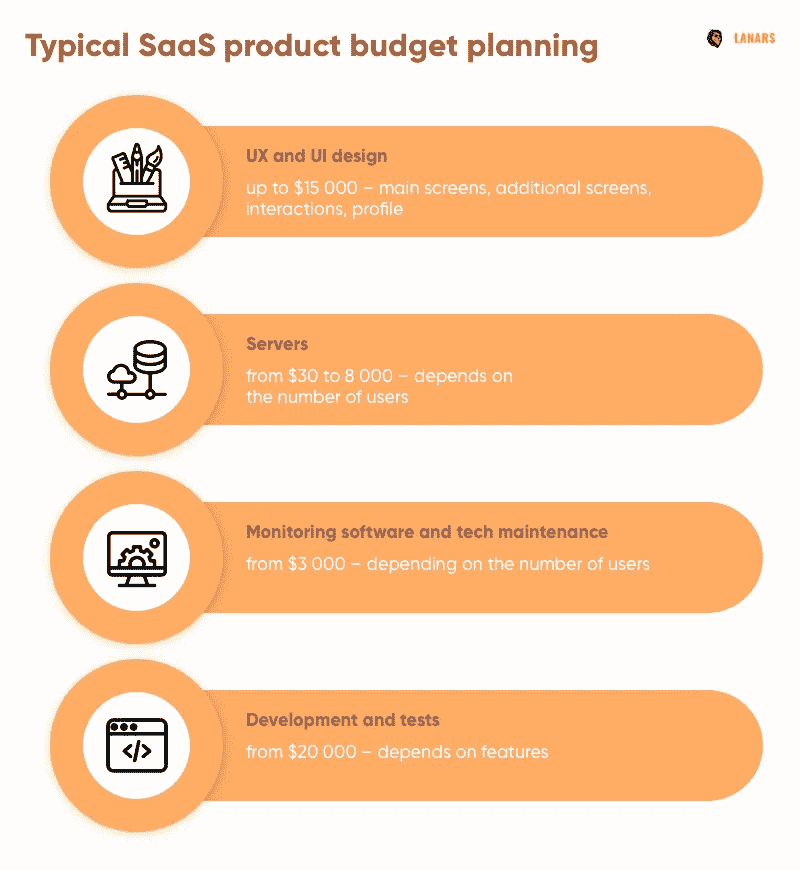 Typical SaaS product budget planning
LANARS
UX and UI design
up to $15 000 – main screens, additional screens,
interactions, profile
Servers
from $30 to 8 000 – depends on
the number of users
Monitoring software and tech maintenance
from $3 000 – depending on the number of users
Development and tests
from $20 000 – depends on features